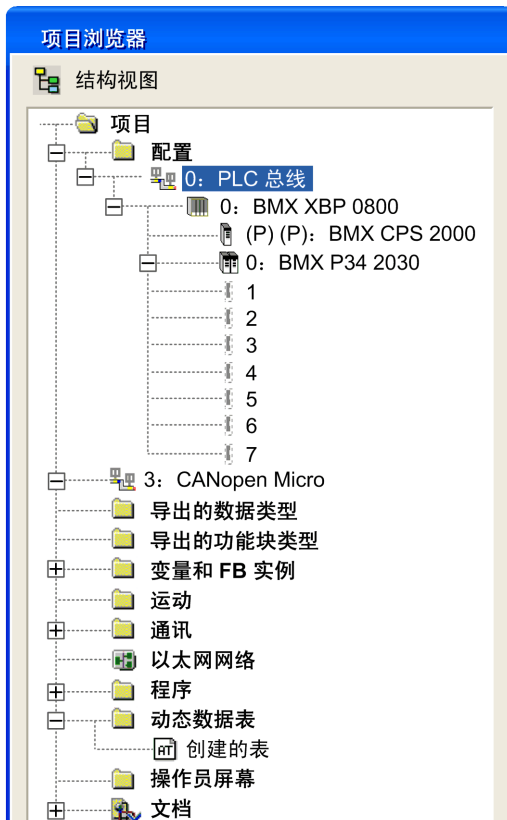 项目浏览器
结构视图
项目
配置
0：PLC 总线
0：BMX XBP 0800
(P) (P)：BMX CPS 2000
0：BMX P34 2030
1
2
3
4
5
6
7
3：CANopen Micro
导出的数据类型
导出的功能块类型
变量和 FB 实例
运动
通讯
以太网网络
程序
动态数据表
创建的表
操作员屏幕
文档